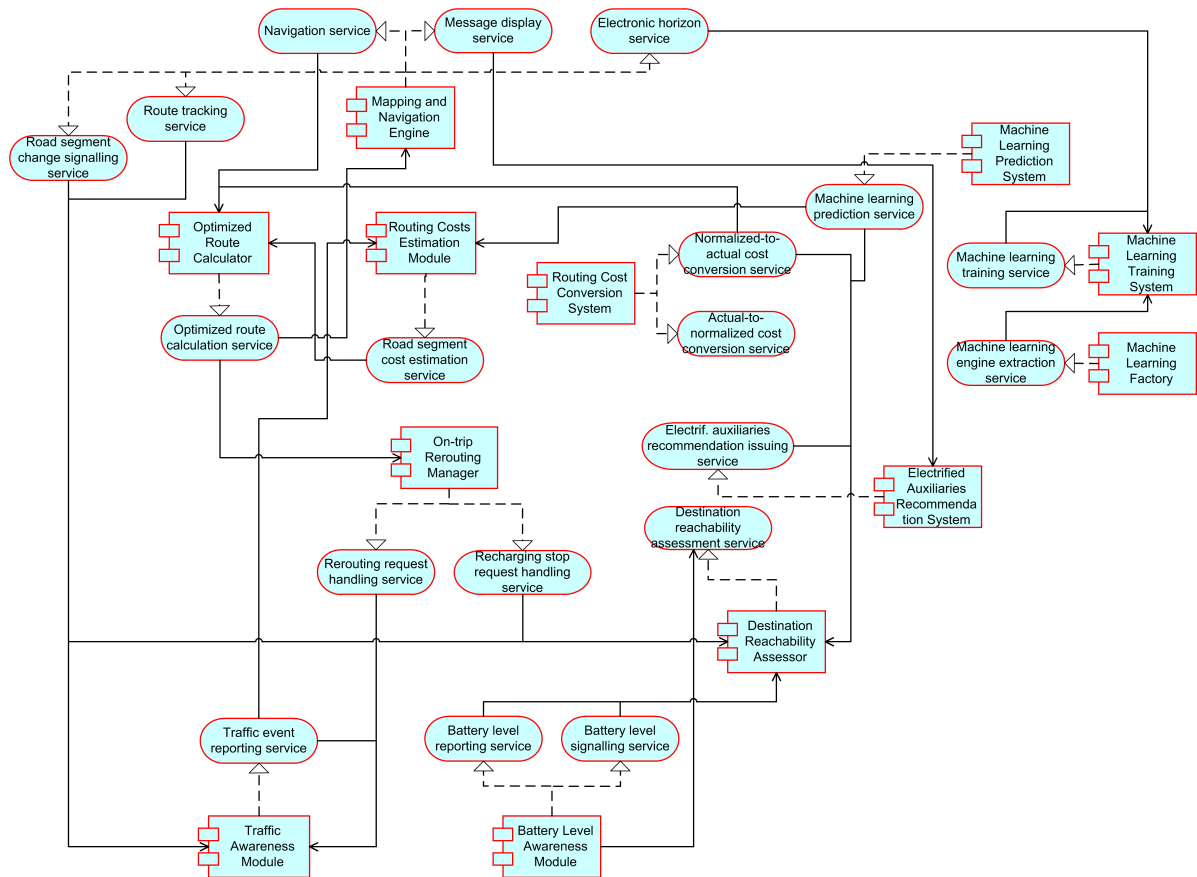 Navigation service
Message display
service
Electronic horizon
service
Mapping and
Navigation
Engine
Route tracking
service
Road segment
change signalling
service
Machine
Learning
Prediction
System
Machine learning
prediction service
Optimized
Route
Calculator
Routing Costs
Estimation
Module
Normalized-to-
actual cost
conversion service
Machine learning
training service
Machine
Learning
Training
System
Routing Cost
Conversion
System
Optimized route
calculation service
Road segment
cost estimation
service
Actual-to-
normalized cost
conversion service
Machine learning
engine extraction
service
Machine
Learning
Factory
On-trip
Rerouting
Manager
Electrif. auxiliaries
recommendation issuing
service
Electrified
Auxiliaries
Recommenda
tion System
Destination
reachability
assessment service
Rerouting request
handling service
Recharging stop
request handling
service
Destination
Reachability
Assessor
Traffic event
reporting service
Battery level
reporting service
Battery level
signalling service
Traffic
Awareness
Module
Battery Level
Awareness
Module